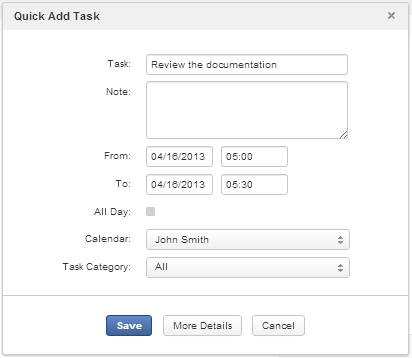 Quick Add Task ×
Task: Review the documentation
Note:
From: 04/16/2013 05:00
To: 04/16/2013 05:30
All Day:
Calendar: John Smith
Task Category: All
Save More Details Cancel